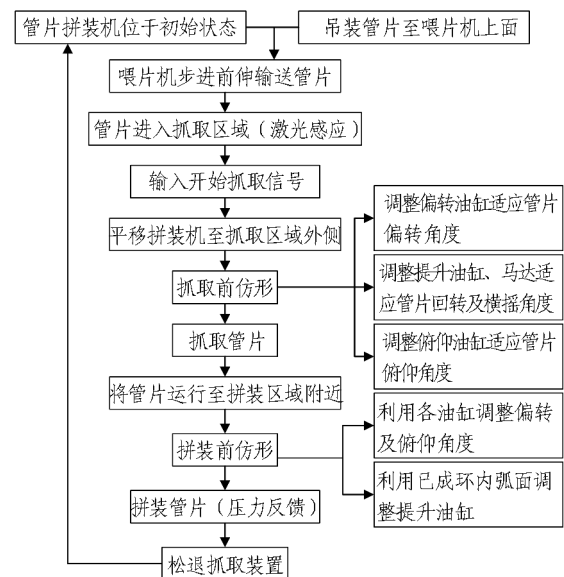 管片拼装机位于初始状态
吊装管片至喂片机上面
喂片机步进前伸输送管片
管片进入抓取区域（激光感应）
输入开始抓取信号
平移拼装机至抓取区域外侧
抓取前仿形
调整偏转油缸适应管片
偏转角度
调整提升油缸、马达适
应管片回转及横摇角度
调整俯仰油缸适应管片
俯仰角度
抓取管片
将管片运行至拼装区域附近
拼装前仿形
利用各油缸调整偏转
及俯仰角度
利用已成环内弧面调
整提升油缸
拼装管片（压力反馈）
松退抓取装置